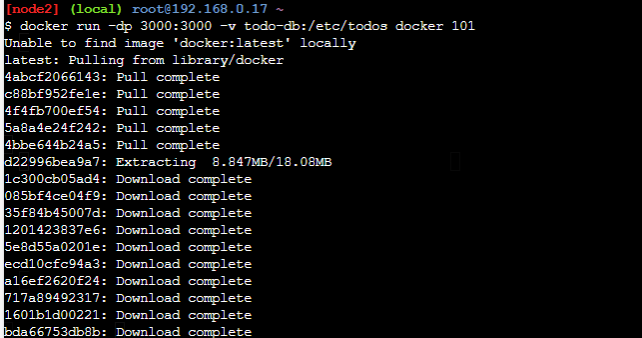 [node2] (local) root@192.168.0.17 ~
$ docker run -dp 3000:3000 -v todo-db:/etc/todos docker 101
Unable to find image 'docker:latest' locally
latest: Pulling from library/docker
4abcf2066143: Pull complete
c88bf952fe1e: Pull complete
4f4fb700ef54: Pull complete
5a8a4e24f242: Pull complete
4bbe644b24a5: Pull complete
d22996bea9a7: Extracting  8.847MB/18.08MB
1c300cb05ad4: Download complete
085bf4ce04f9: Download complete
35f84b45007d: Download complete
1201423837e6: Download complete
5e8d55a0201e: Download complete
ecd10cfc94a3: Download complete
a16ef2620f24: Download complete
717a89492317: Download complete
1601b1d00221: Download complete
bda66753db8b: Download complete